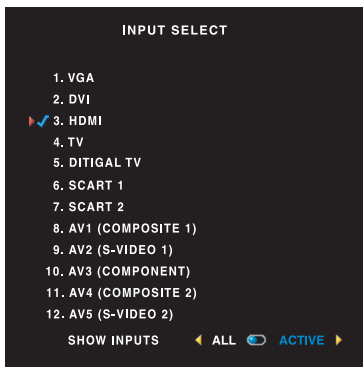 INPUT SELECT
1. VGA
2. DVI
3. HDMI
4. TV
5. DITIGAL TV
6. SCART 1
7. SCART 2
8. AV1 (COMPOSITE 1)
9. AV2 (S-VIDEO 1)
10. AV3 (COMPONENT)
11. AV4 (COMPOSITE 2)
12. AV5 (S-VIDEO 2)
SHOW INPUTS ALL ACTIVE